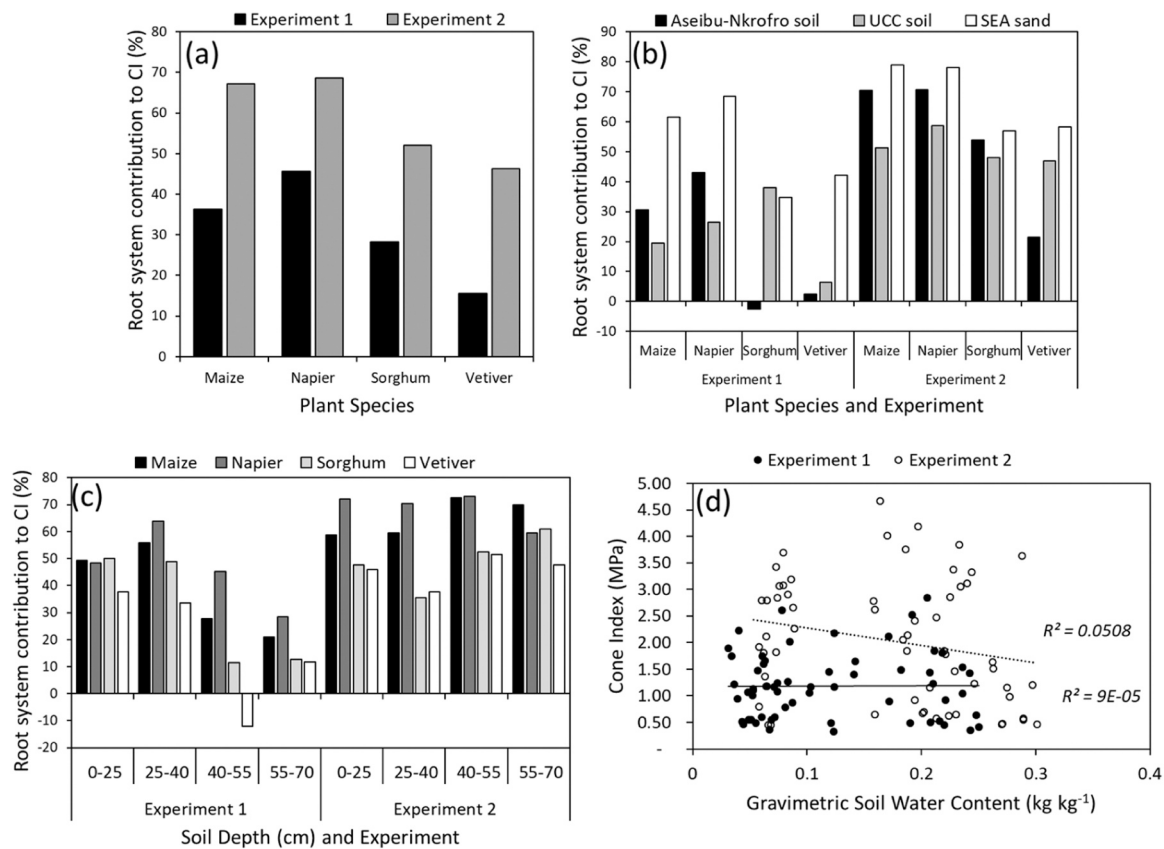 Experiment 1 Experiment 2
(a)
Root system contribution to CI (%)
80
70
60
50
40
30
20
10
0
Maize Napier Sorghum Vetiver
Plant Species
Aseibu-Nkrofro soil UCC soil SEA sand
(b)
Root system contribution to CI (%)
90
80
70
60
50
40
30
20
10
0
-10
Maize Napier Sorghum Vetiver Maize Napier Sorghum Vetiver
Experiment 1 Experiment 2
Plant Species and Experiment
Maize Napier Sorghum Vetiver
(c)
Root system contribution to CI (%)
80
70
60
50
40
30
20
10
0
-10
-20
0-25 25-40 40-55 55-70 0-25 25-40 40-55 55-70
Experiment 1 Experiment 2
Soil Depth (cm) and Experiment
Experiment 1 Experiment 2
(d)
Cone Index (MPa)
5.00
4.50
4.00
3.50
3.00
2.50
2.00
1.50
1.00
0.50
-
R² = 0.0508
R² = 9E-05
0 0.1 0.2 0.3 0.4
Gravimetric Soil Water Content (kg kg⁻¹)